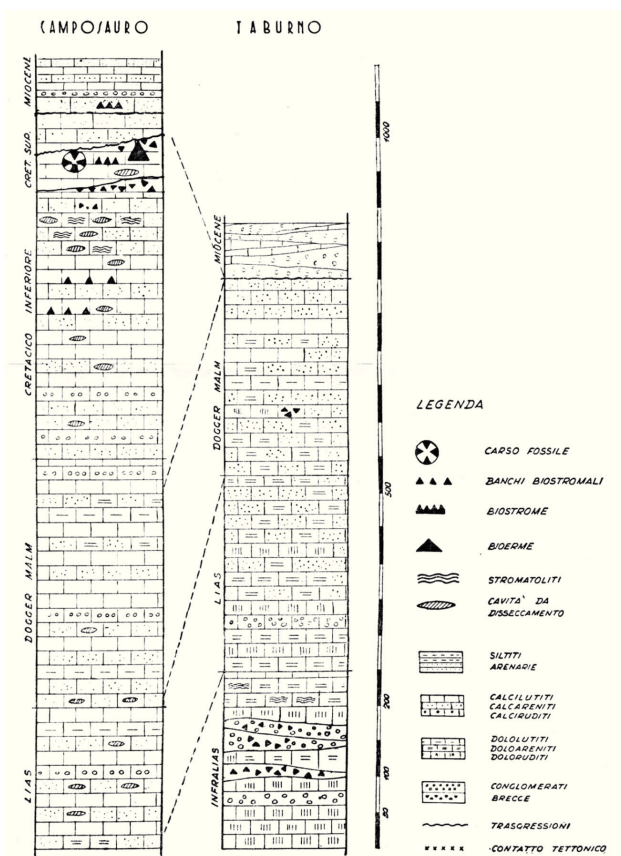 CAMPOSAURO
TABURNO
MIOCENE
CRET. SUP.
CRETACICO INFERIORE
DOGGER MALM
LIAS
MIOCENE
DOGGER MALM
LIAS
INFRALIAS
1000
500
200
100
50
LEGENDA
CARSO FOSSILE
BANCHI BIOSTROMALI
BIOSTROME
BIOERME
STROMATOLITI
CAVITA' DA
DISSECCAMENTO
SILTITI
ARENARIE
CALCILUTITI
CALCARENITI
CALCIRUDITI
DOLOLUTITI
DOLOARENITI
DOLORUDITI
CONGLOMERATI
BRECCE
TRASGRESSIONI
CONTATTO TETTONICO